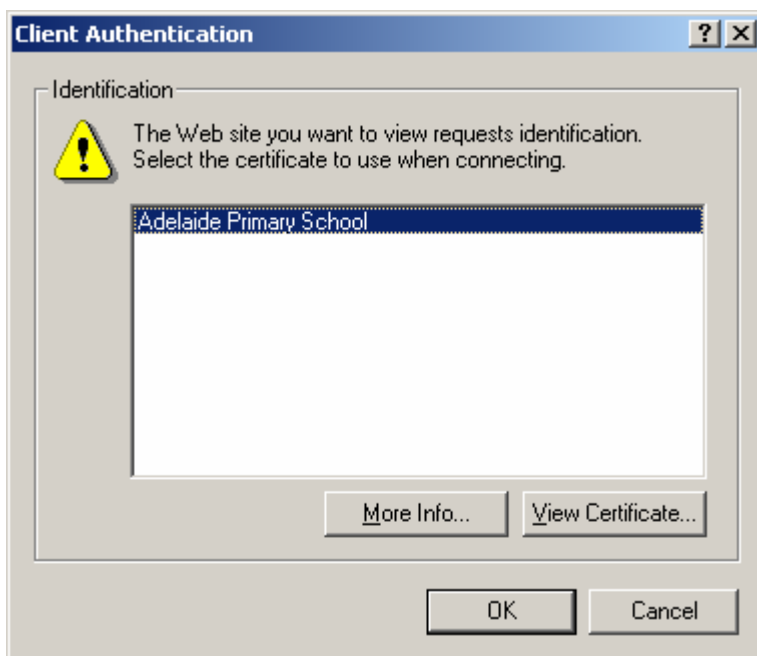 Client Authentication
Identification
The Web site you want to view requests identification.
Select the certificate to use when connecting.
Adelaide Primary School
More Info...
View Certificate...
OK
Cancel